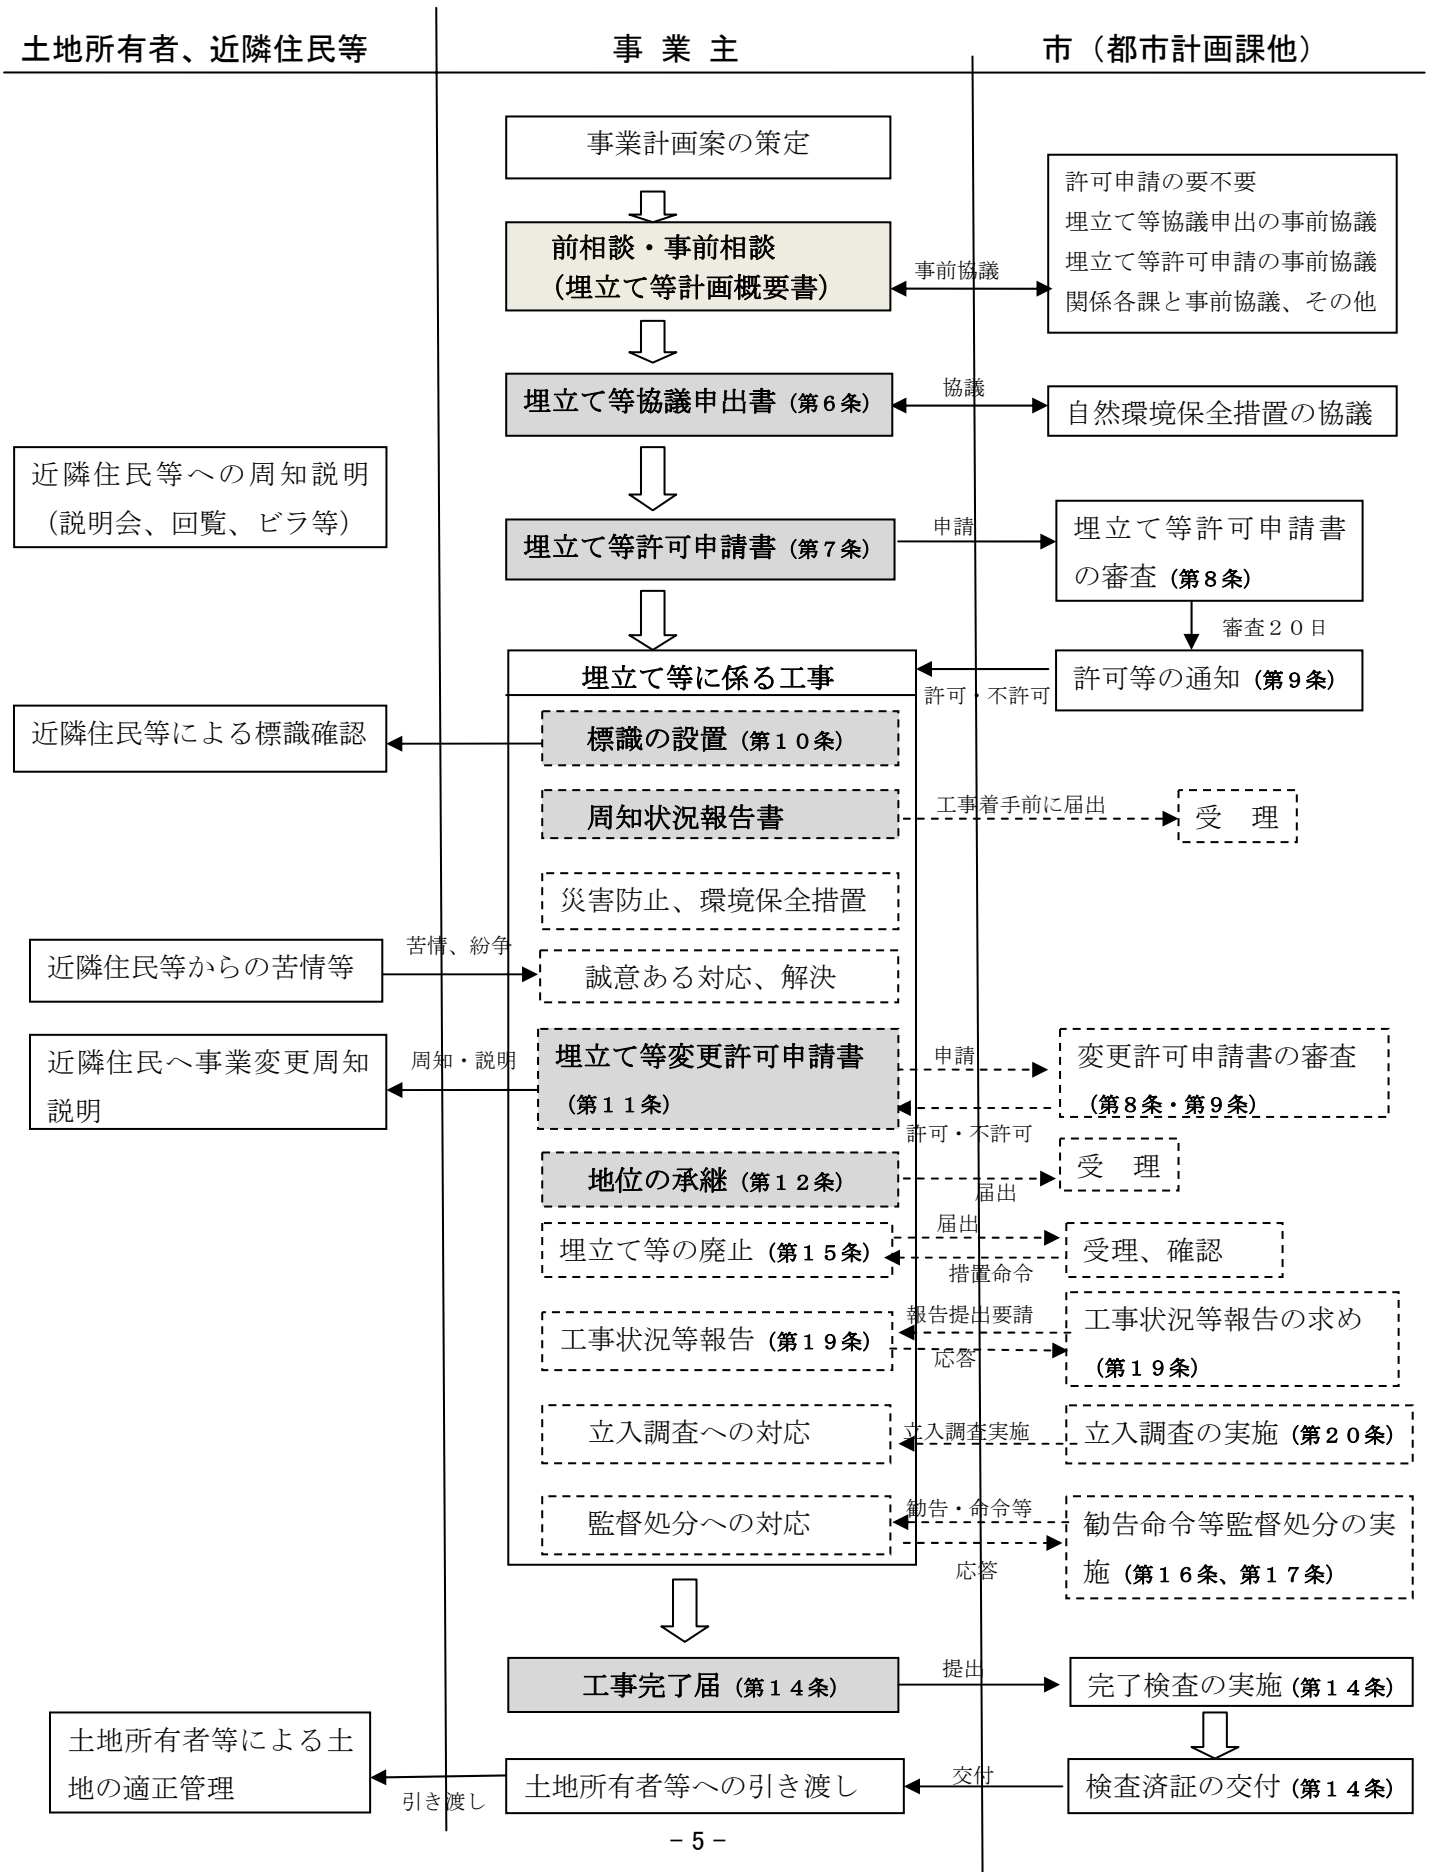 土地所有者、近隣住民等
事 業 主
市（都市計画課他）
事業計画案の策定
許可申請の要不要
埋立て等協議申出の事前協議
埋立て等許可申請の事前協議
関係各課と事前協議、その他
前相談・事前相談
（埋立て等計画概要書）
事前協議
埋立て等協議申出書（第６条）
協議
自然環境保全措置の協議
近隣住民等への周知説明
（説明会、回覧、ビラ等）
埋立て等許可申請書（第７条）
申請
埋立て等許可申請書
の審査（第８条）
審査２０日
埋立て等に係る工事
許可・不許可
許可等の通知（第９条）
近隣住民等による標識確認
標識の設置（第１０条）
周知状況報告書
工事着手前に届出
受　理
災害防止、環境保全措置
近隣住民等からの苦情等
苦情、紛争
誠意ある対応、解決
近隣住民へ事業変更周知
説明
周知・説明
埋立て等変更許可申請書
（第１１条）
申請
許可・不許可
変更許可申請書の審査
（第８条・第９条）
地位の承継（第１２条）
届出
受　理
埋立て等の廃止（第１５条）
届出
措置命令
受理、確認
工事状況等報告（第１９条）
報告提出要請
応答
工事状況等報告の求め
（第１９条）
立入調査への対応
立入調査実施
立入調査の実施（第２０条）
監督処分への対応
勧告・命令等
応答
勧告命令等監督処分の実
施（第１６条、第１７条）
工事完了届（第１４条）
提出
完了検査の実施（第１４条）
土地所有者等による土
地の適正管理
引き渡し
土地所有者等への引き渡し
交付
検査済証の交付（第１４条）
- 5 -